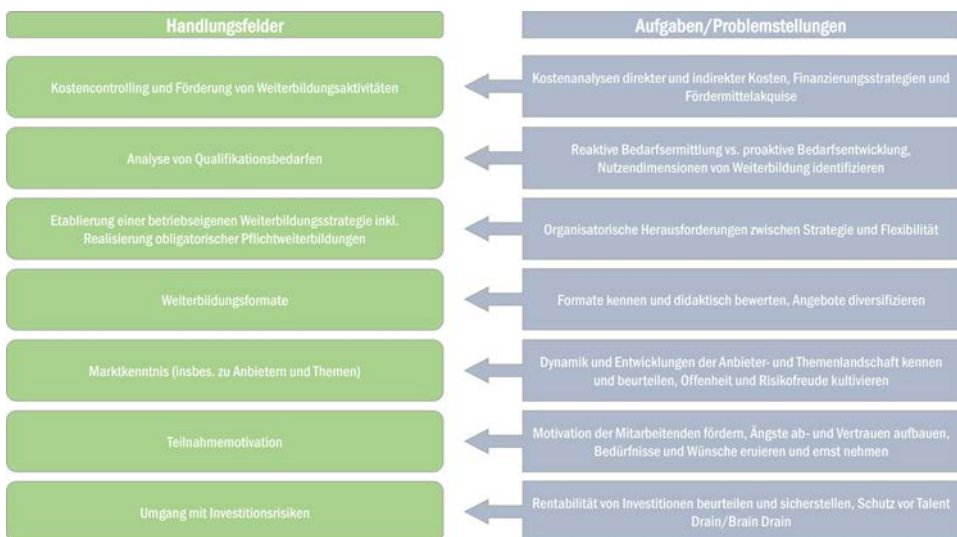 Handlungsfelder
Aufgaben/Problemstellungen
Kostencontrolling und Förderung von Weiterbildungsaktivitäten
Kostenanalysen direkter und indirekter Kosten, Finanzierungsstrategien und
Fördermittelakquise
Analyse von Qualifikationsbedarfen
Reaktive Bedarfsermittlung vs. proaktive Bedarfsentwicklung,
Nutzendimensionen von Weiterbildung identifizieren
Etablierung einer betriebseigenen Weiterbildungsstrategie inkl.
Realisierung obligatorischer Pflichtweiterbildungen
Organisatorische Herausforderungen zwischen Strategie und Flexibilität
Weiterbildungsformate
Formate kennen und didaktisch bewerten, Angebote diversifizieren
Marktkenntnis (insbes. zu Anbietern und Themen)
Dynamik und Entwicklungen der Anbieter- und Themenlandschaft kennen
und beurteilen, Offenheit und Risikofreude kultivieren
Teilnahmemotivation
Motivation der Mitarbeitenden fördern, Ängste ab- und Vertrauen aufbauen,
Bedürfnisse und Wünsche eruieren und ernst nehmen
Umgang mit Investitionsrisiken
Rentabilität von Investitionen beurteilen und sicherstellen, Schutz vor Talent
Drain/Brain Drain